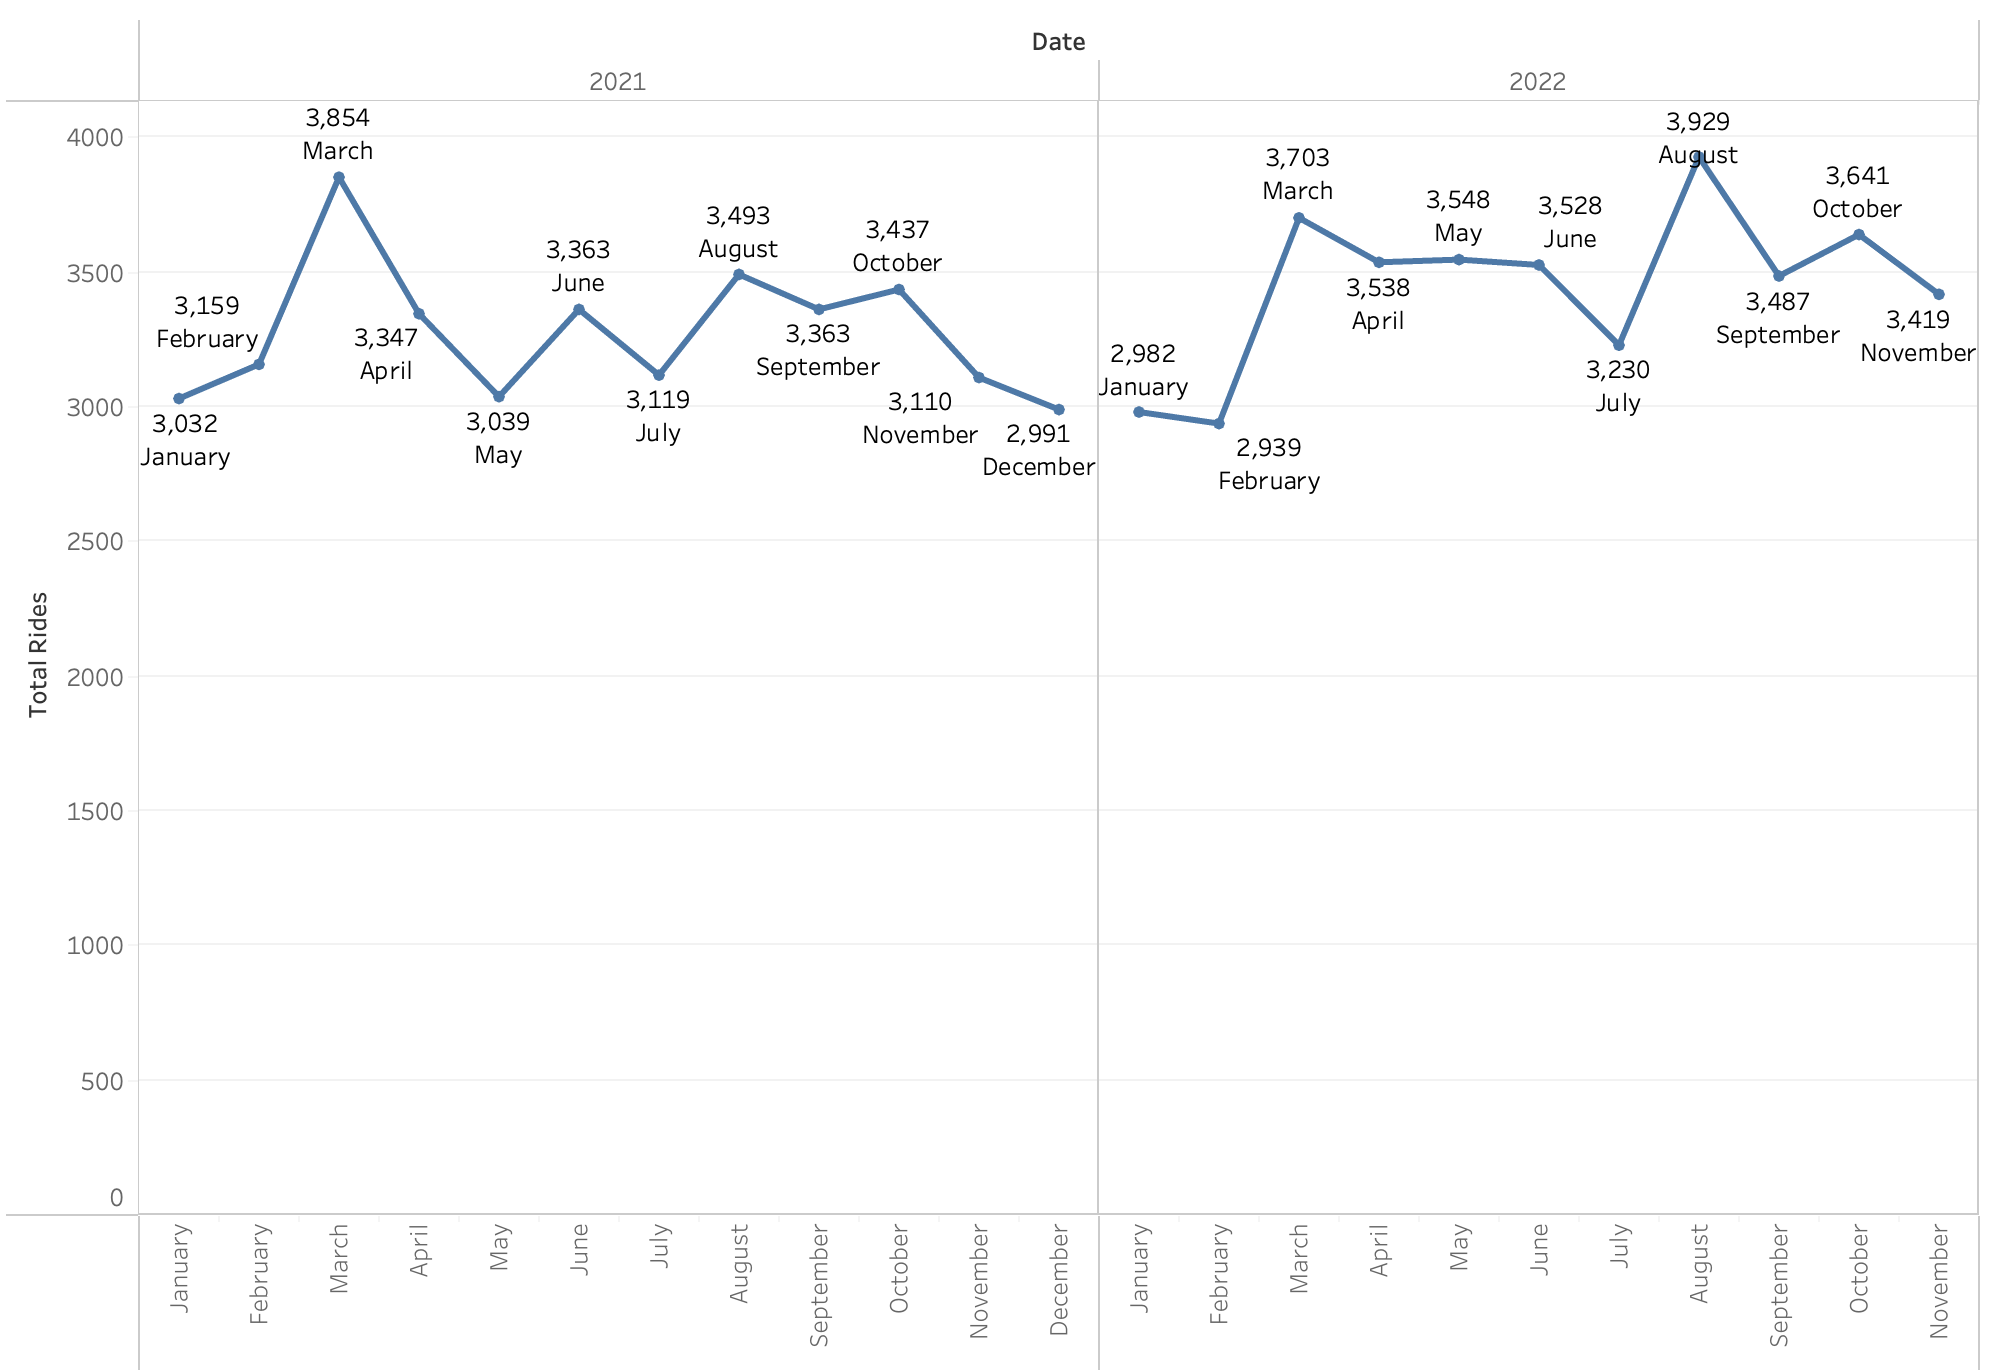 Date
2021
2022
Total Rides
4000
3500
3000
2500
2000
1500
1000
500
0
3,032
January
3,159
February
3,854
March
3,347
April
3,039
May
3,363
June
3,119
July
3,493
August
3,363
September
3,437
October
3,110
November
2,991
December
2,982
January
2,939
February
3,703
March
3,538
April
3,548
May
3,528
June
3,230
July
3,929
August
3,487
September
3,641
October
3,419
November
January
February
March
April
May
June
July
August
September
October
November
December
January
February
March
April
May
June
July
August
September
October
November